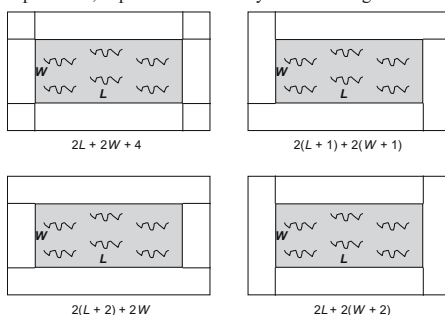 W
L
2L + 2W + 4
W
L
2(L + 1) + 2(W + 1)
W
L
2(L + 2) + 2W
W
L
2L + 2(W + 2)